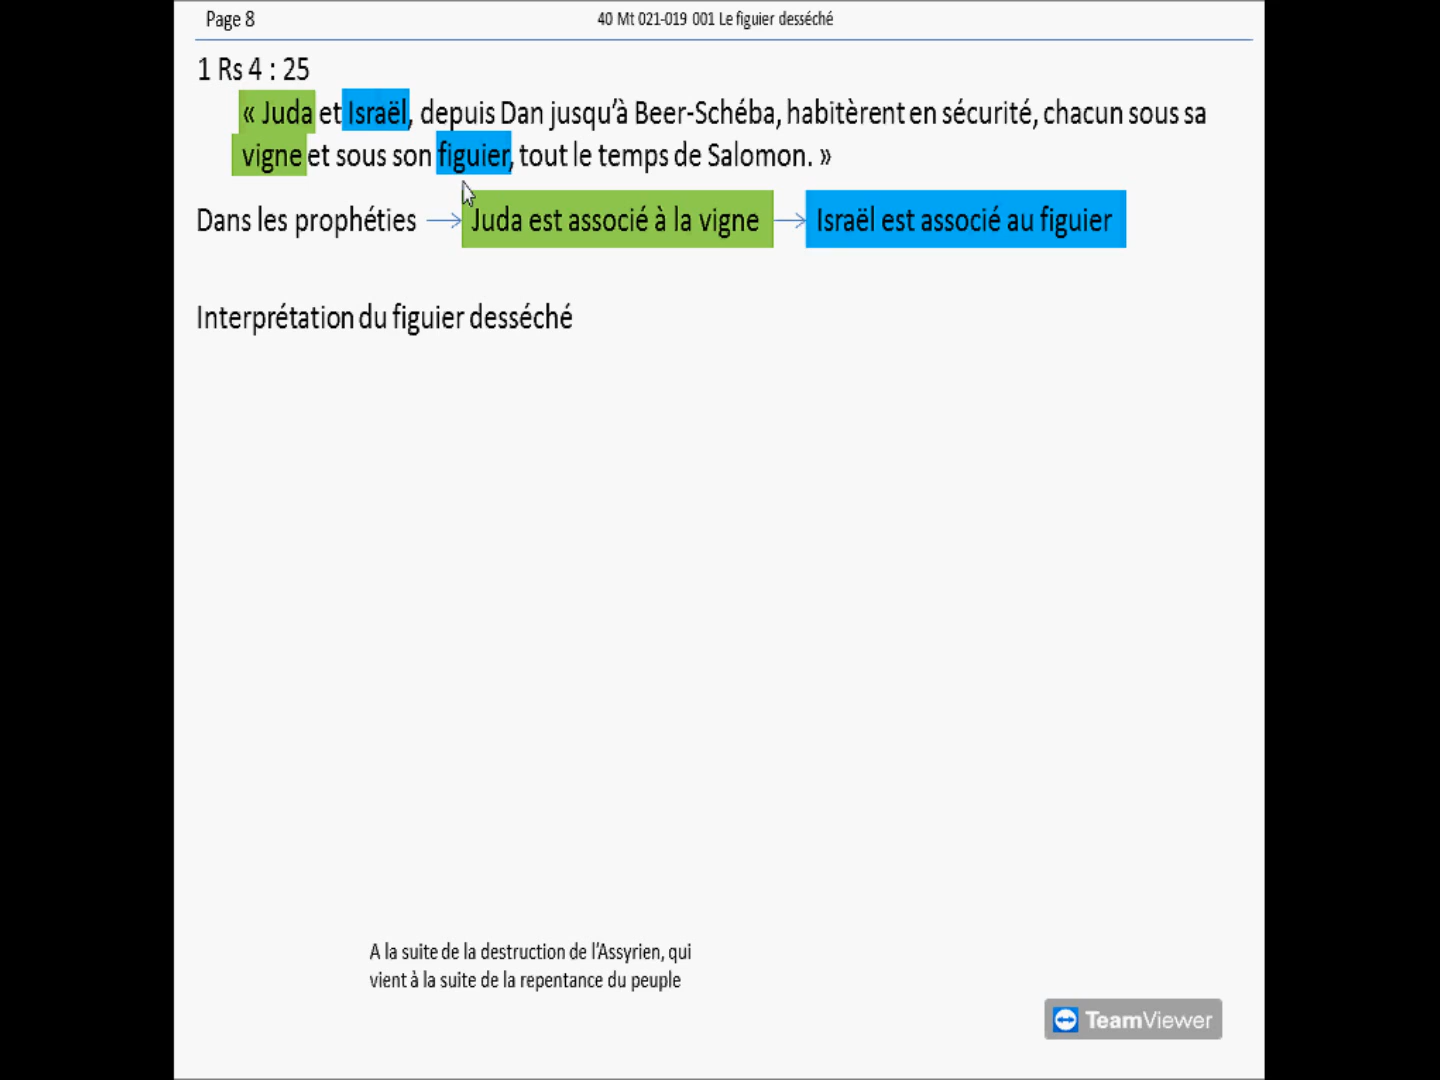 Page 8
40 Mt 021-019 001 Le figuier desséché
1 Rs 4 : 25
« Juda et Israël, depuis Dan jusqu’à Beer-Schéba, habitèrent en sécurité, chacun sous sa
vigne et sous son figuier, tout le temps de Salomon. »
Dans les prophéties → Juda est associé à la vigne → Israël est associé au figuier
Interprétation du figuier desséché
A la suite de la destruction de l’Assyrien, qui
vient à la suite de la repentance du peuple
TeamViewer